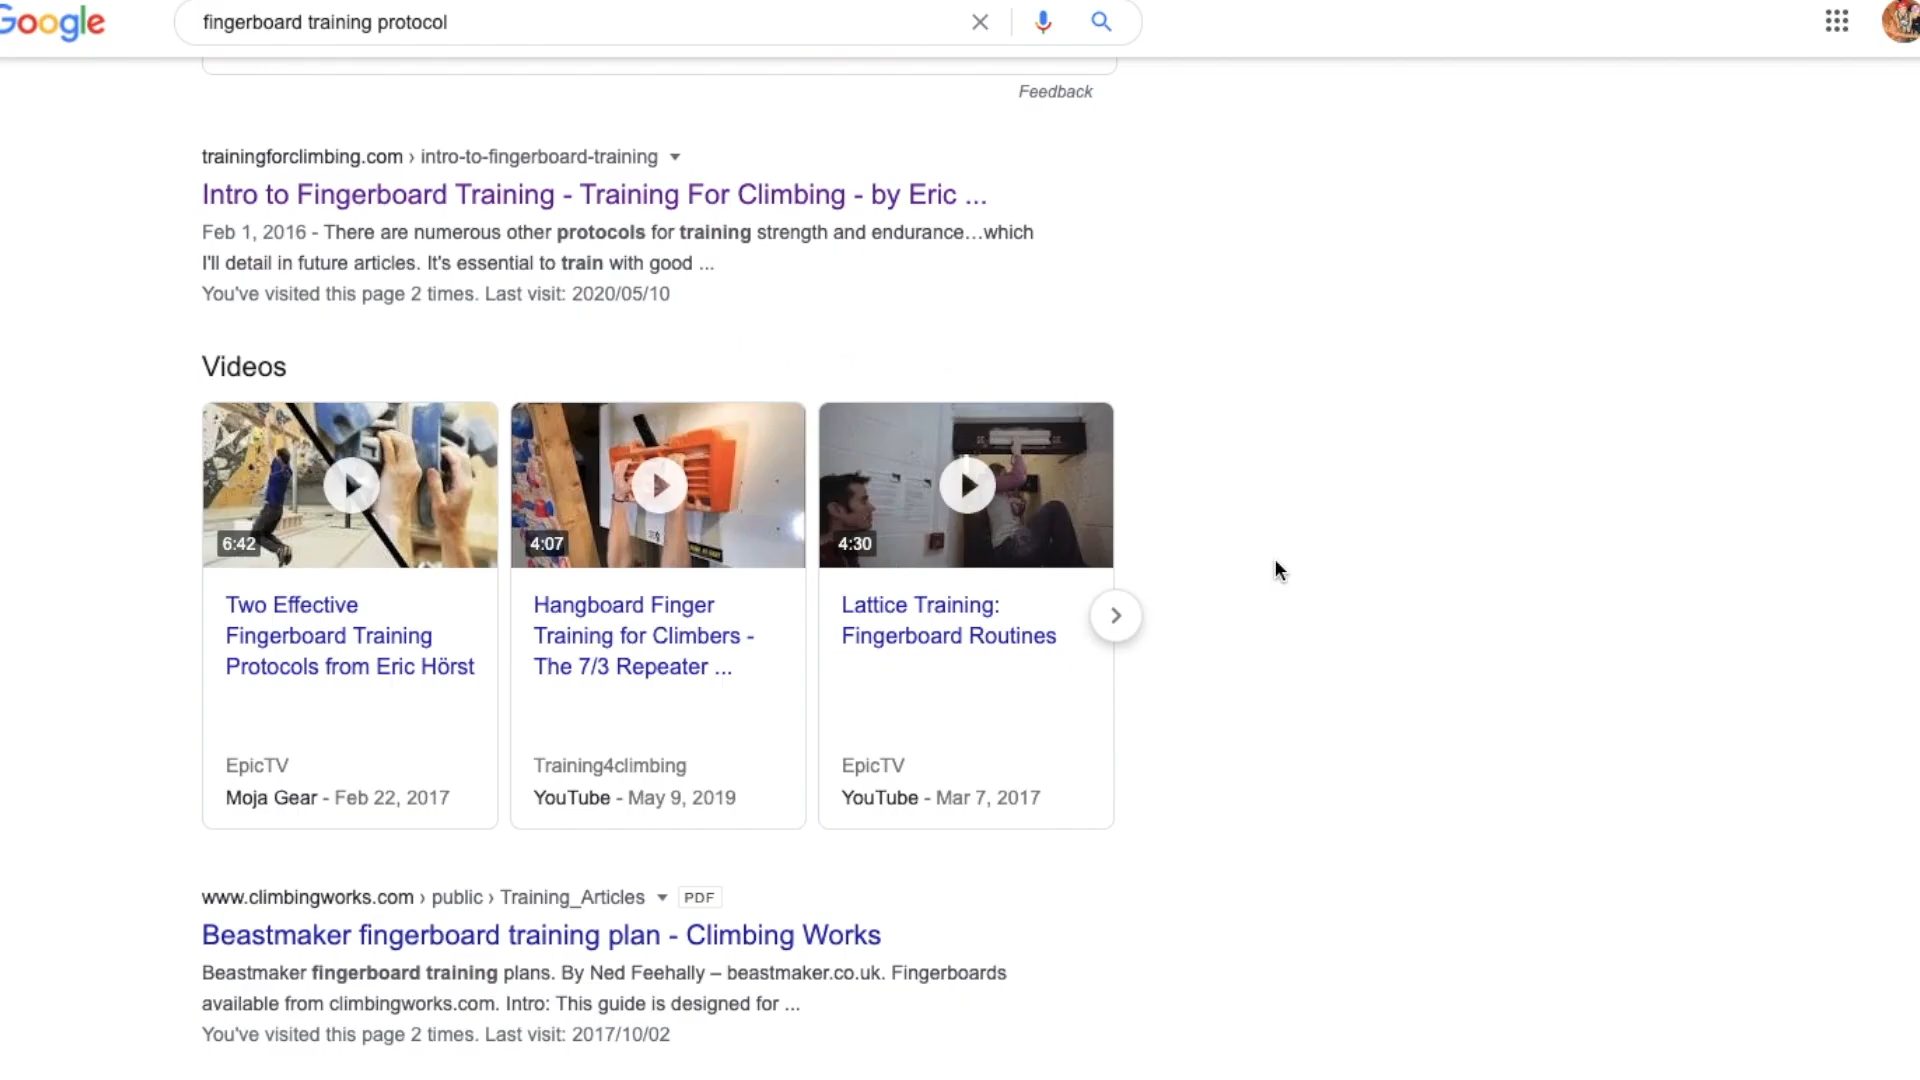 Google
fingerboard training protocol
Feedback
trainingforclimbing.com › intro-to-fingerboard-training
Intro to Fingerboard Training - Training For Climbing - by Eric ...
Feb 1, 2016 - There are numerous other protocols for training strength and endurance…which
I'll detail in future articles. It's essential to train with good ...
You've visited this page 2 times. Last visit: 2020/05/10
Videos
6:42
4:07
4:30
Two Effective
Fingerboard Training
Protocols from Eric Hörst
EpicTV
Moja Gear - Feb 22, 2017
Hangboard Finger
Training for Climbers -
The 7/3 Repeater ...
Training4climbing
YouTube - May 9, 2019
Lattice Training:
Fingerboard Routines
EpicTV
YouTube - Mar 7, 2017
www.climbingworks.com › public › Training_Articles
PDF
Beastmaker fingerboard training plan - Climbing Works
Beastmaker fingerboard training plans. By Ned Feehally – beastmaker.co.uk. Fingerboards
available from climbingworks.com. Intro: This guide is designed for ...
You've visited this page 2 times. Last visit: 2017/10/02